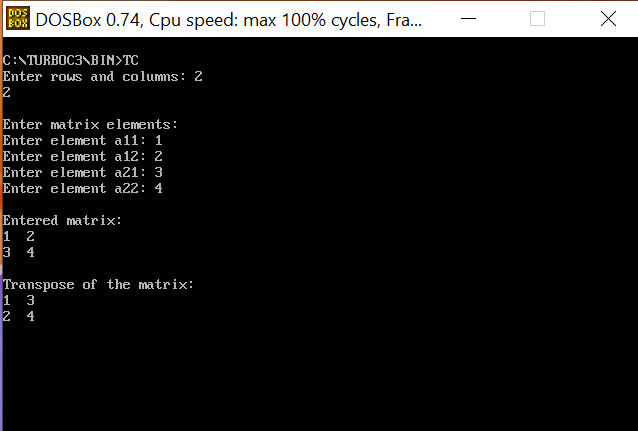 DOS
BOX
DOSBox 0.74, Cpu speed: max 100% cycles, Fra...
C:\TURBOC3\BIN>TC
Enter rows and columns: 2
2
Enter matrix elements:
Enter element a11: 1
Enter element a12: 2
Enter element a21: 3
Enter element a22: 4
Entered matrix:
1 2
3 4
Transpose of the matrix:
1 3
2 4